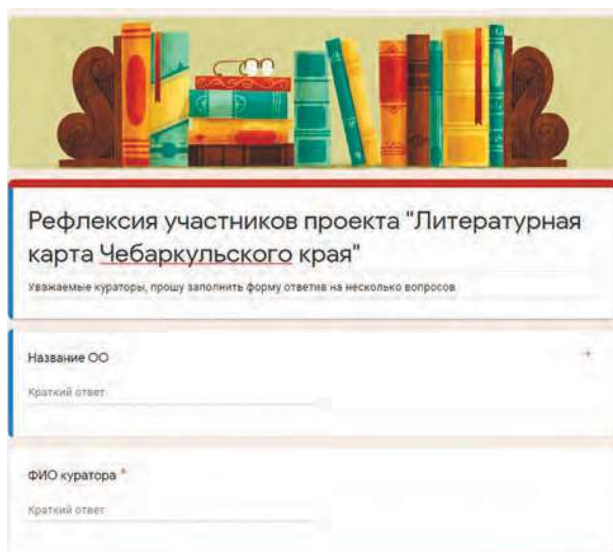 Рефлексия участников проекта "Литературная
карта Чебаркульского края"
Уважаемые кураторы, прошу заполнить форму ответив на несколько вопросов
Название ОО
Краткий ответ
ФИО куратора *
Краткий ответ